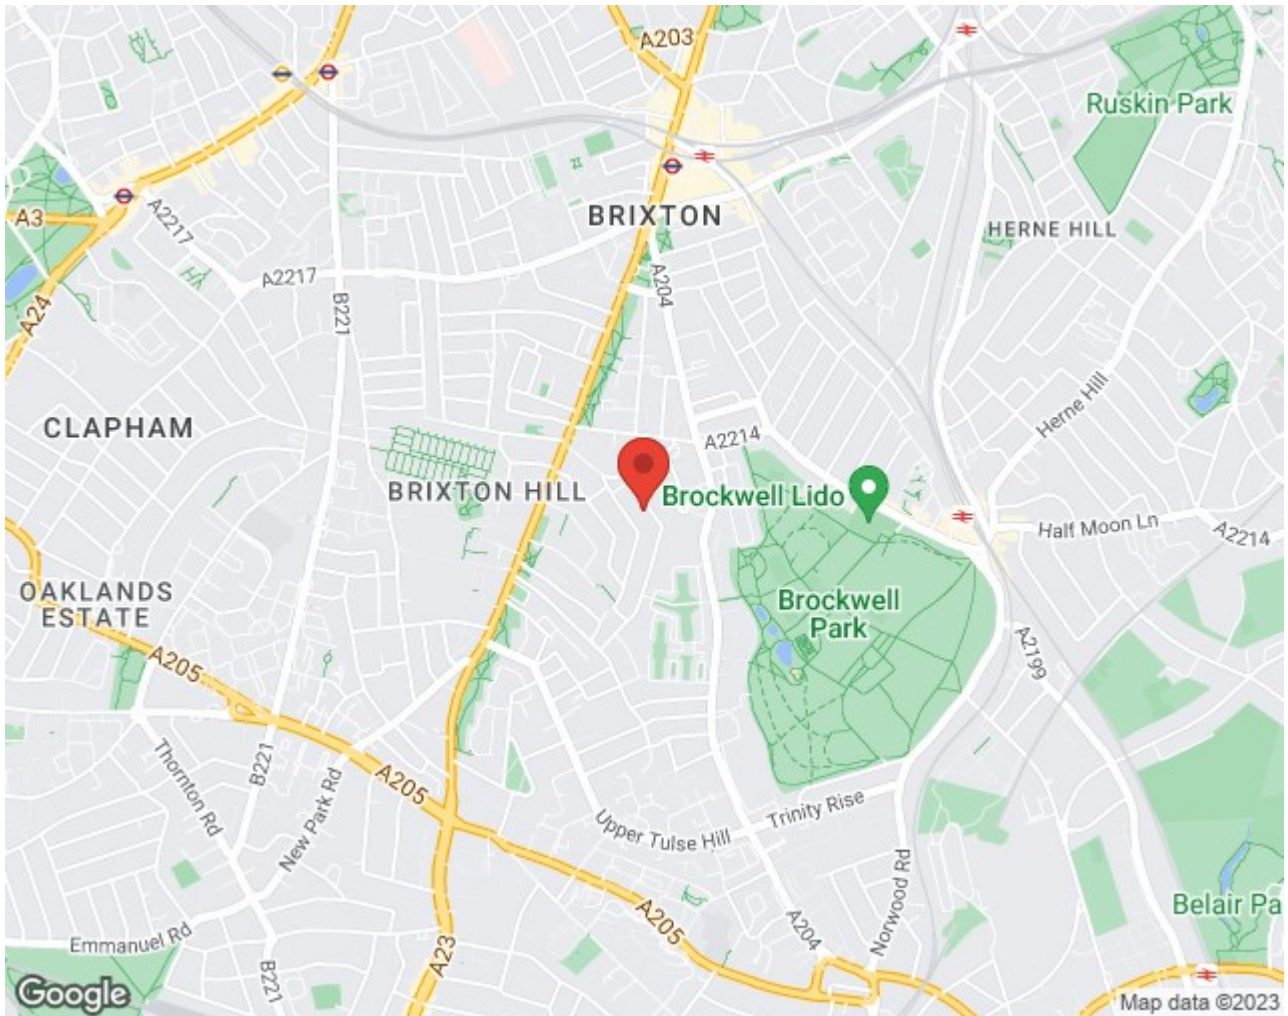 A203
Ruskin Park
BRIXTON
HERNE HILL
A3
A2217
A2217
A204
B221
A24
Herne Hill
CLAPHAM
A2214
BRIXTON HILL
Brockwell Lido
Half Moon Ln
A2214
OAKLANDS
ESTATE
Brockwell
Park
A2199
A205
Thornton Rd
B221
New Park Rd
A205
Upper Tulse Hill
Trinity Rise
Norwood Rd
Belair Pa
A205
A204
Emmanuel Rd
A23
B221
Google
Map data ©2023